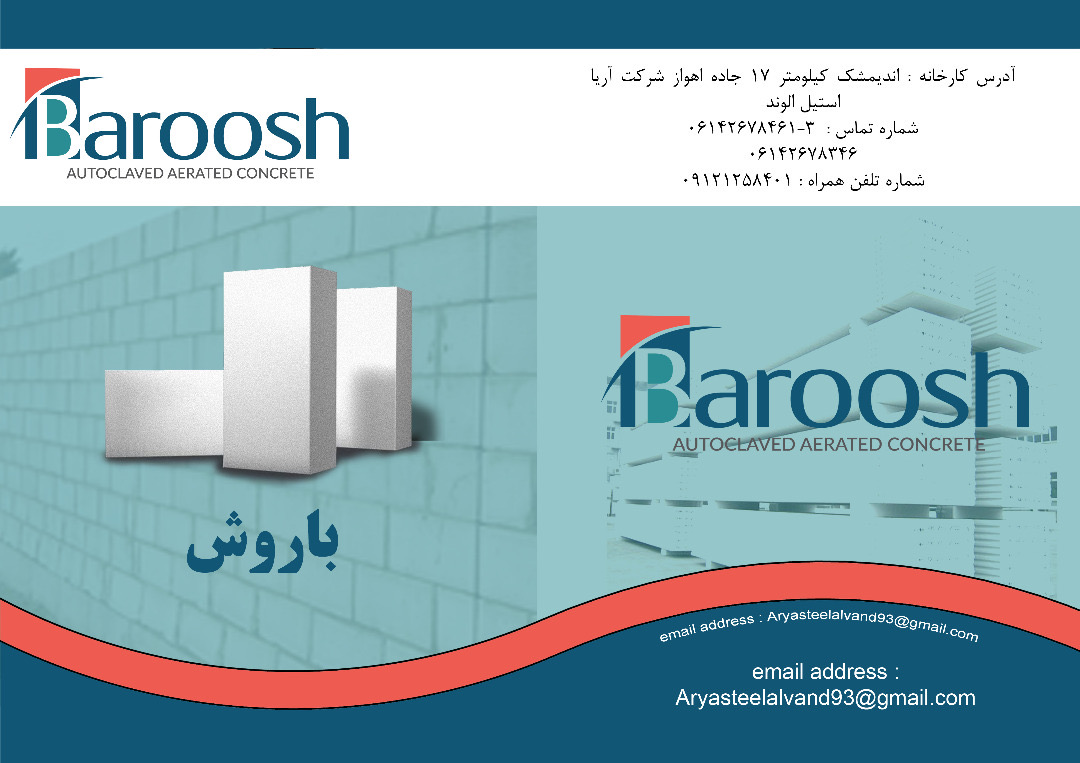 Baroosh
AUTOCLAVED AERATED CONCRETE
آدرس کارخانه : اندیمشک کیلومتر ۱۷ جاده اهواز شرکت آریا
استیل الوند
شماره تماس : ۳-۰۶۱۴۲۶۷۸۴۶۱
۰۶۱۴۲۶۷۸۳۴۶
شماره تلفن همراه : ۰۹۱۲۱۲۵۸۴۰۱
باروش
Baroosh
AUTOCLAVED AERATED CONCRETE
email address : Aryasteelalvand93@gmail.com
email address :
Aryasteelalvand93@gmail.com